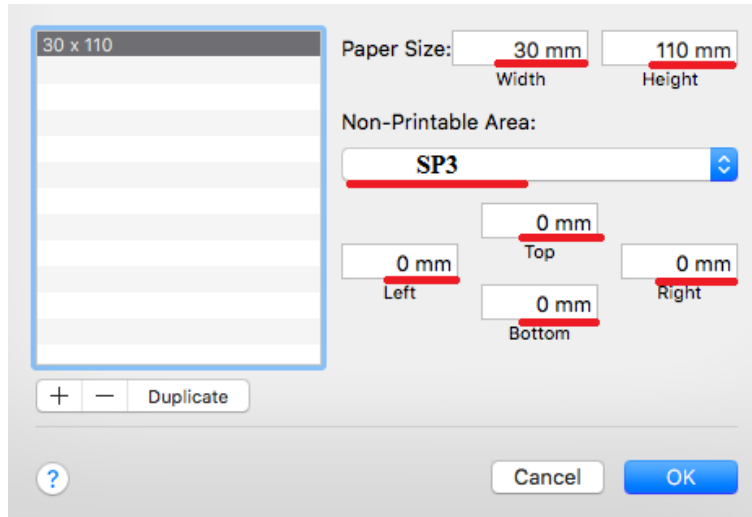 30 x 110
Paper Size: 30 mm 110 mm
Width Height
Non-Printable Area:
SP3
0 mm
Top
0 mm 0 mm
Left Right
0 mm
Bottom
+ − Duplicate
? Cancel OK